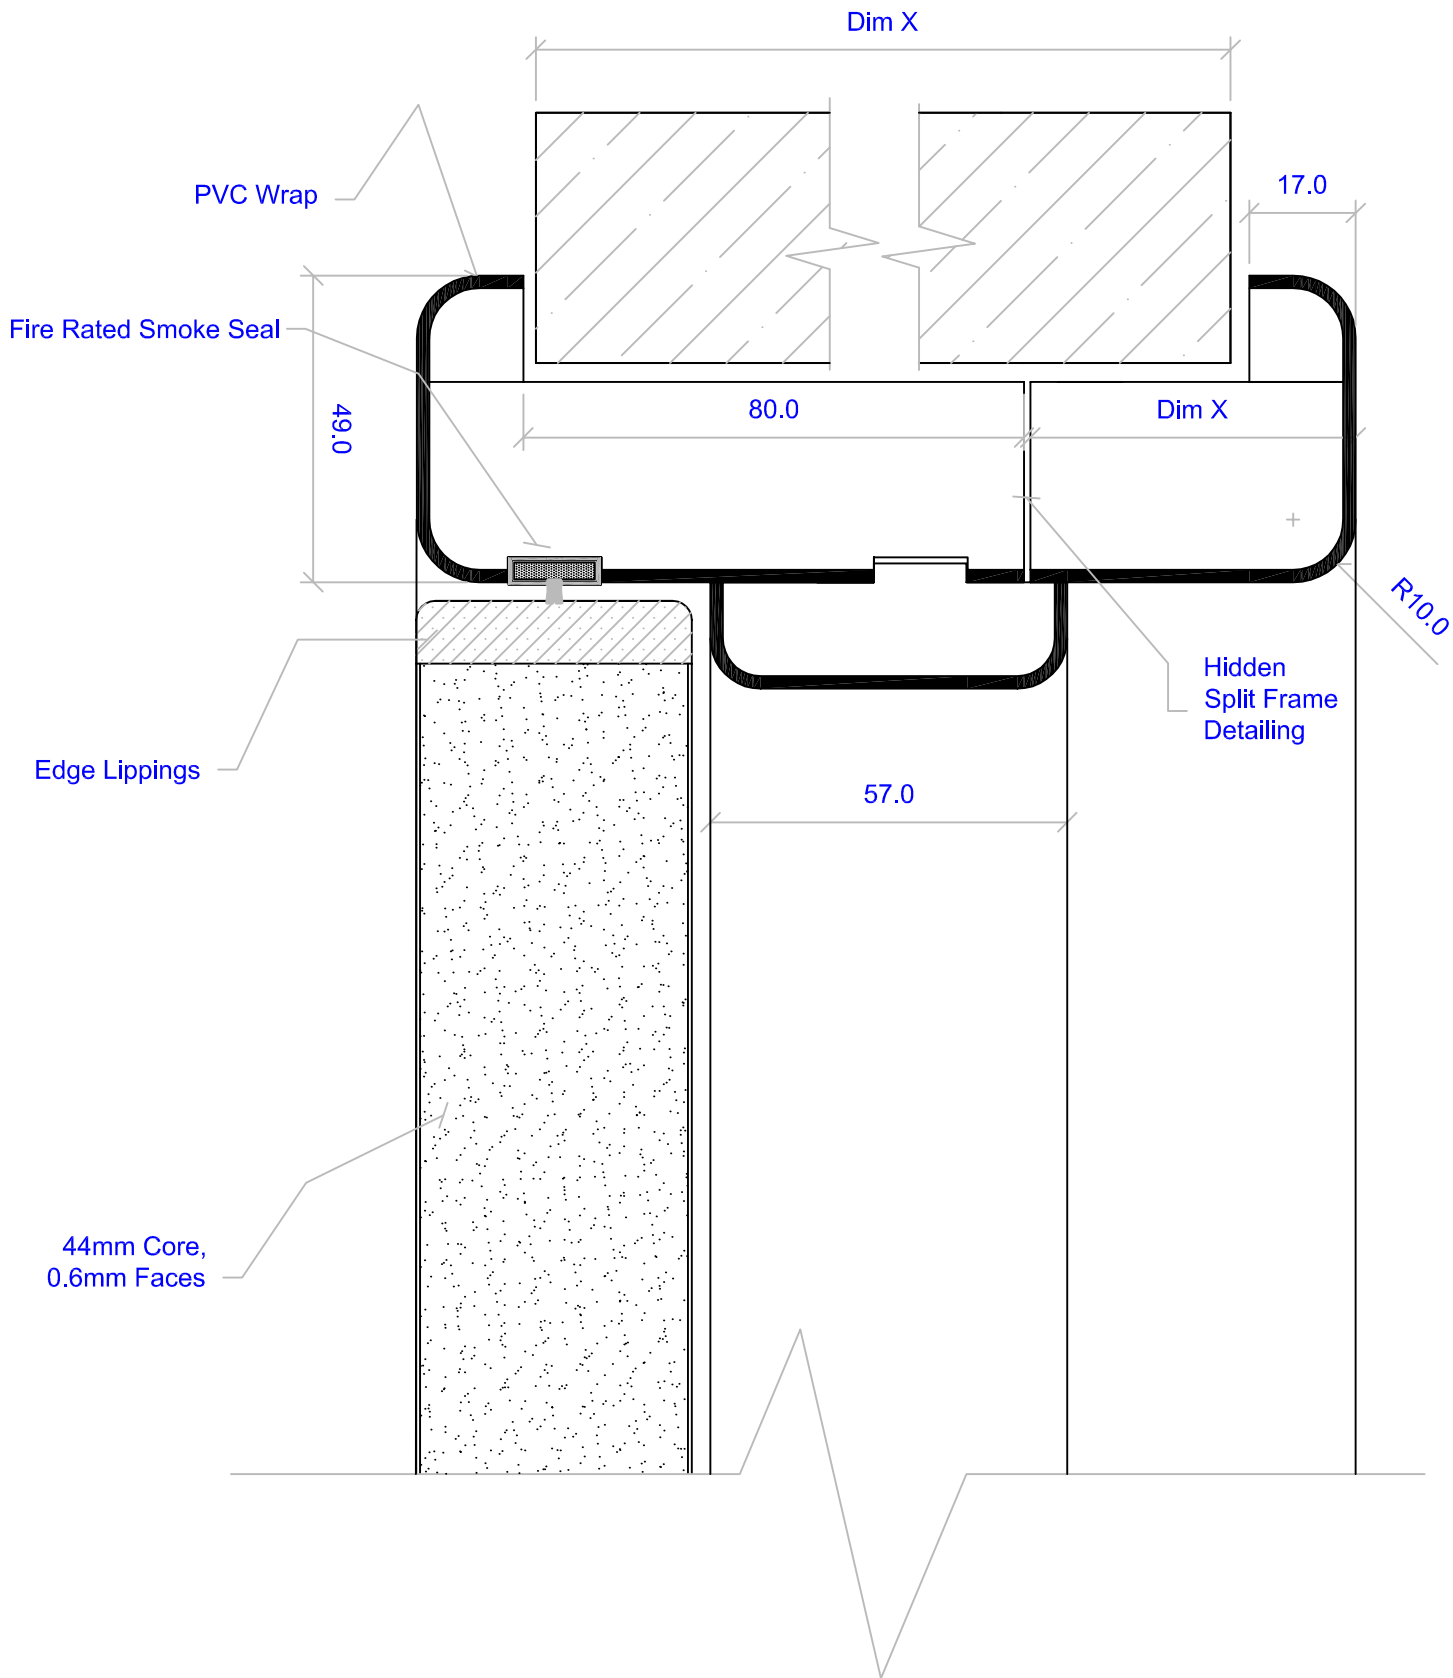 Dim X
17.0
PVC Wrap
Fire Rated Smoke Seal
49.0
80.0
Dim X
R10.0
Hidden
Split Frame
Detailing
Edge Lippings
57.0
44mm Core,
0.6mm Faces